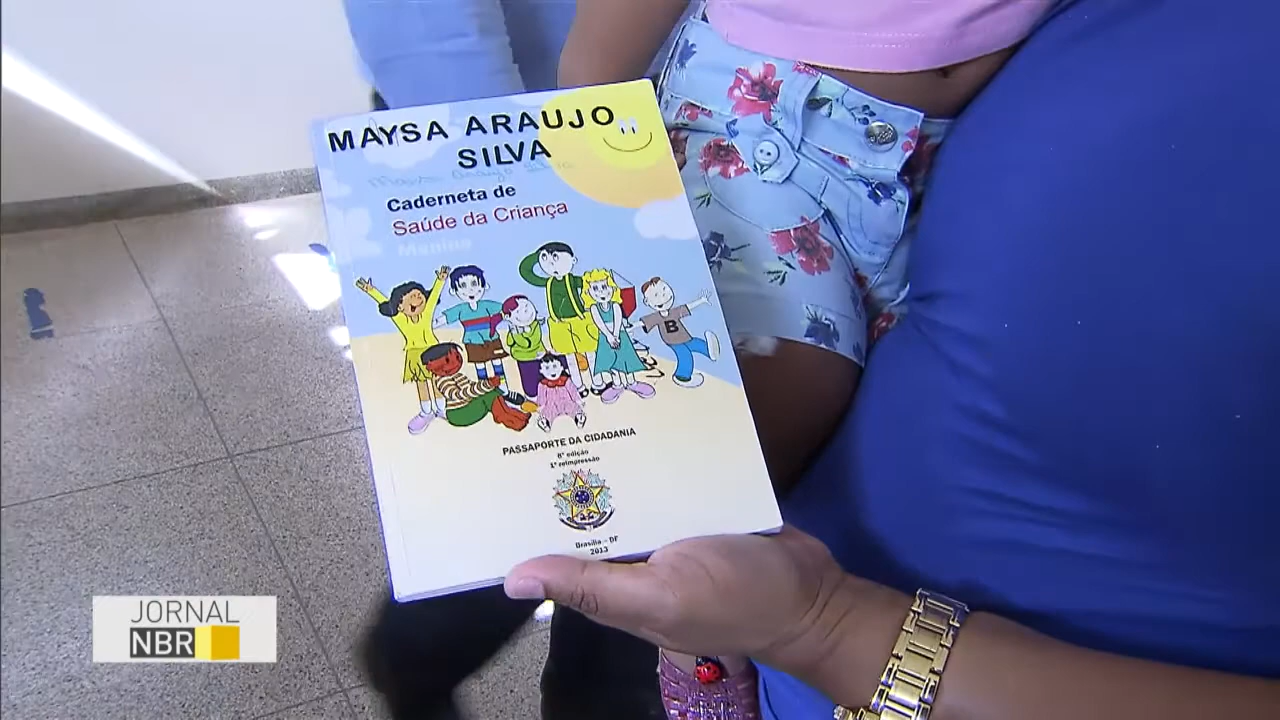 MAYSA ARAUJO
SILVA
Caderneta de
Saúde da Criança
Menina
PASSAPORTE DA CIDADANIA
8ª edição
1ª reimpressão
B
Brasília - DF
2013
JORNAL
NBR